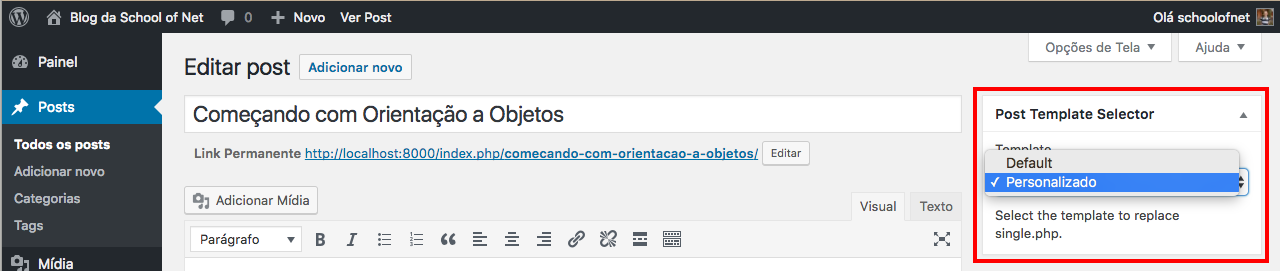 Blog da School of Net 0 + Novo Ver Post Olá schoolofnet
Opções de Tela ▼ Ajuda ▼
Painel
Posts
Todos os posts
Adicionar novo
Categorias
Tags
Mídia
Editar post Adicionar novo
Começando com Orientação a Objetos
Link Permanente http://localhost:8000/index.php/comecando-com-orientacao-a-objetos/ Editar
Adicionar Mídia
Visual Texto
Parágrafo ▼ B I
Post Template Selector ▲
Template
Default
✓ Personalizado
Select the template to replace
single.php.